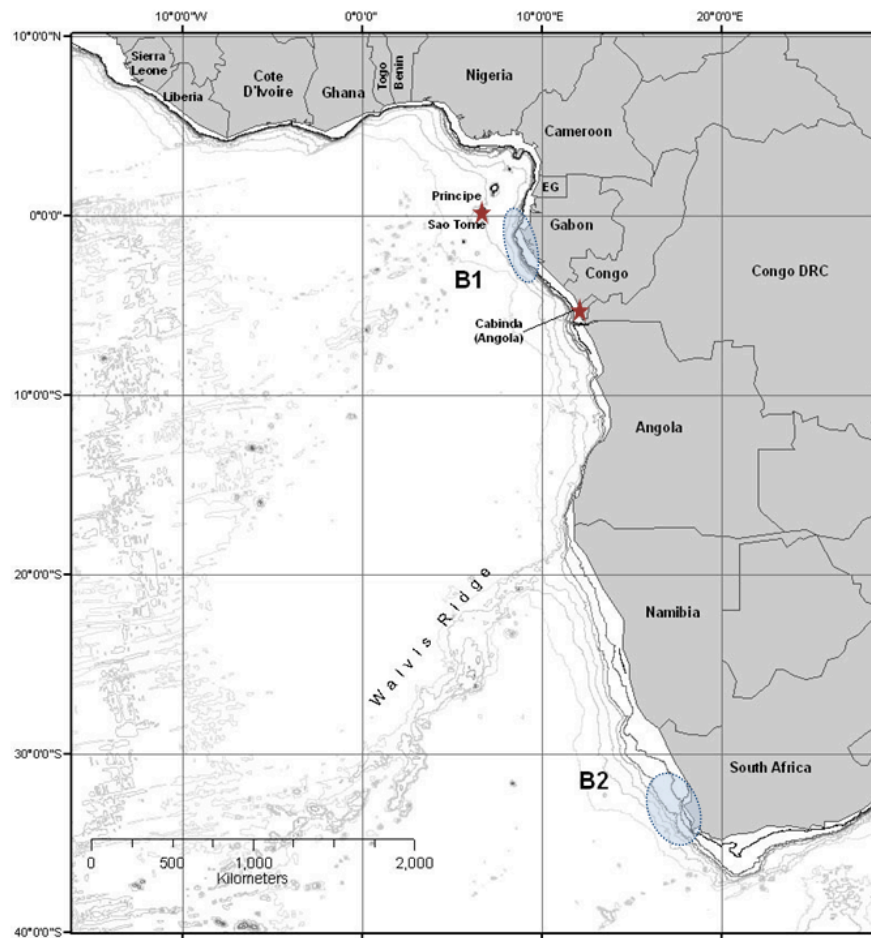 10°0'0"W 0°0'0" 10°0'0"E 20°0'0"E
10°0'0"N
Sierra
Leone
Liberia
Cote
D'Ivoire
Ghana
Togo
Benin
Nigeria
Cameroon
EG
Principe
0°0'0"
Sao Tome
Gabon
B1
Congo
Congo DRC
Cabinda
(Angola)
10°0'0"S
Angola
20°0'0"S
Walvis Ridge
Namibia
30°0'0"S
B2
South Africa
0 500 1,000 2,000
Kilometers
40°0'0"S